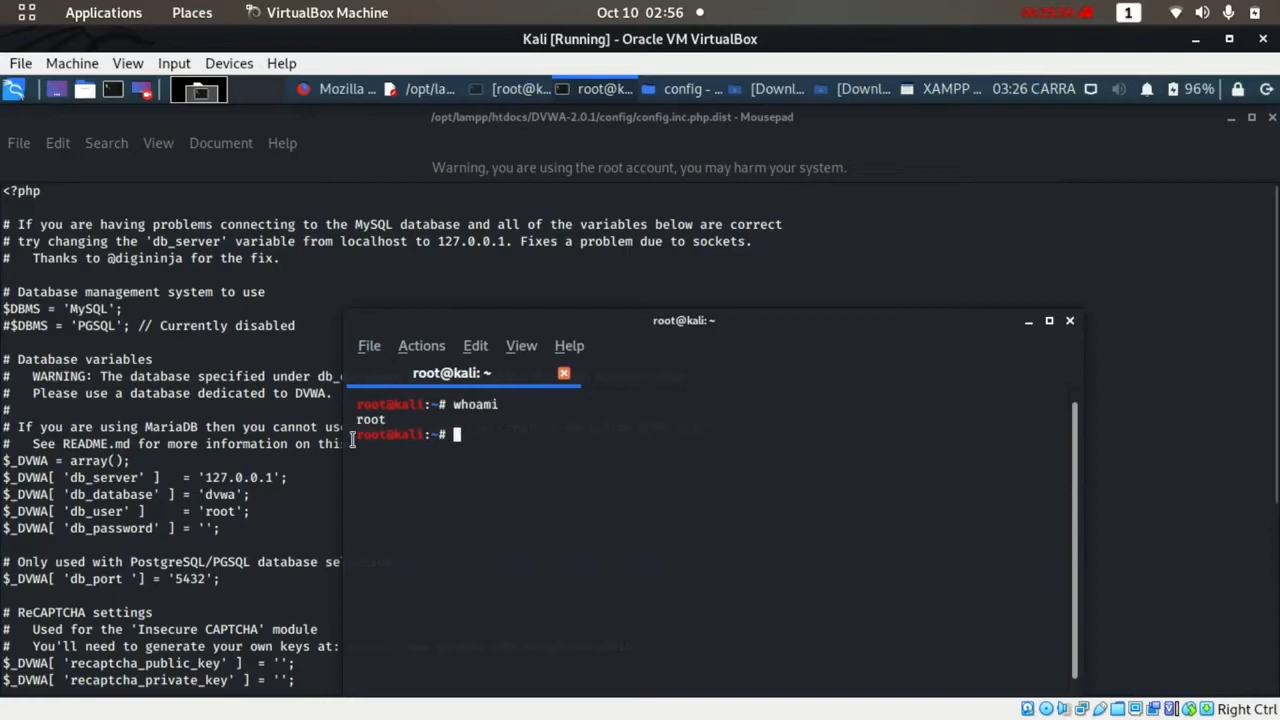 Applications Places VirtualBox Machine Oct 10 02:56 1
Kali [Running] - Oracle VM VirtualBox
File Machine View Input Devices Help
Mozilla ... /opt/la... [root@k... root@k... config - ... [Downl... [Downl... XAMPP ... 03:26 CARRA 96%
/opt/lampp/htdocs/DVWA-2.0.1/config/config.inc.php.dist - Mousepad
File Edit Search View Document Help
Warning, you are using the root account, you may harm your system.
<?php
# If you are having problems connecting to the MySQL database and all of the variables below are correct
# try changing the 'db_server' variable from localhost to 127.0.0.1. Fixes a problem due to sockets.
# Thanks to @digininja for the fix.
# Database management system to use
$DBMS = 'MySQL';
#$DBMS = 'PGSQL'; // Currently disabled
# Database variables
# WARNING: The database specified under db_
# Please use a database dedicated to DVWA.
#
# If you are using MariaDB then you cannot use
# See README.md for more information on thi
$_DVWA = array();
$_DVWA[ 'db_server' ] = '127.0.0.1';
$_DVWA[ 'db_database' ] = 'dvwa';
$_DVWA[ 'db_user' ] = 'root';
$_DVWA[ 'db_password' ] = '';
# Only used with PostgreSQL/PGSQL database se
$_DVWA[ 'db_port '] = '5432';
# ReCAPTCHA settings
# Used for the 'Insecure CAPTCHA' module
# You'll need to generate your own keys at:
$_DVWA[ 'recaptcha_public_key' ] = '';
$_DVWA[ 'recaptcha_private_key' ] = '';
root@kali: ~
File Actions Edit View Help
root@kali: ~
root@kali:~# whoami
root
root@kali:~#
Right Ctrl